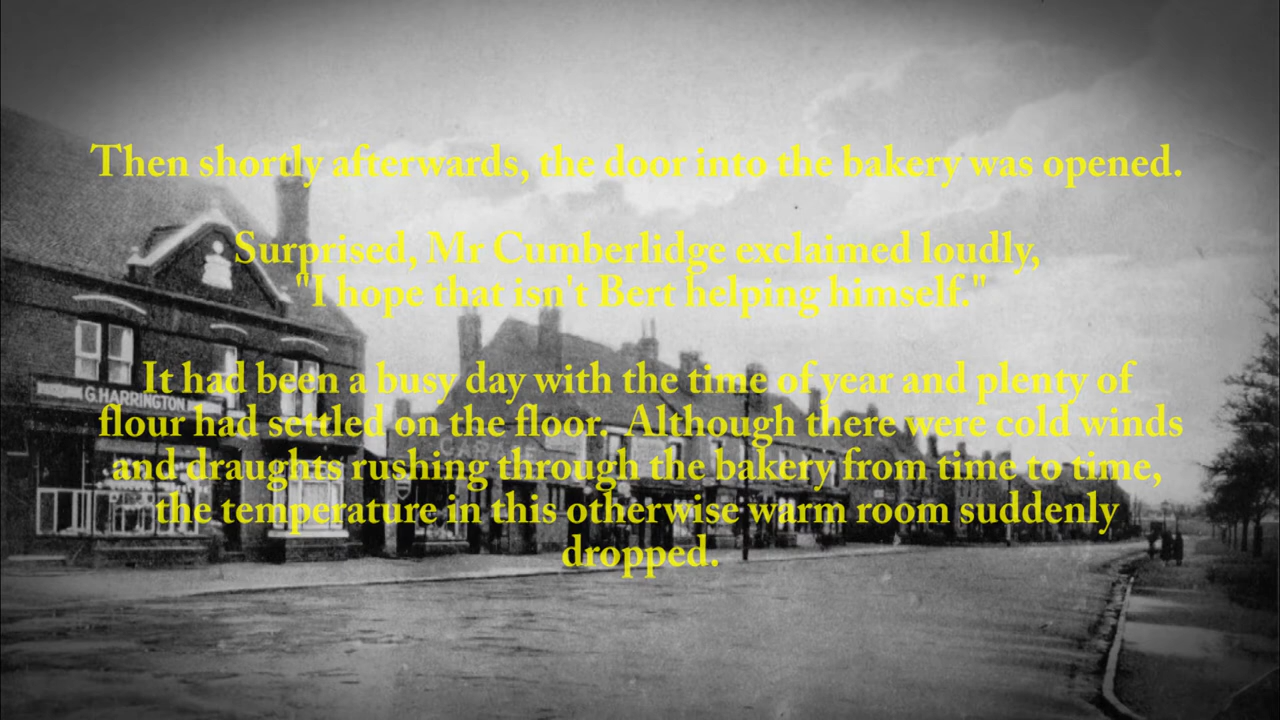 Then shortly afterwards, the door into the bakery was opened.
Surprised, Mr Cumberlidge exclaimed loudly,
"I hope that isn't Bert helping himself."
It had been a busy day with the time of year and plenty of
G. HARRINGTON
flour had settled on the floor. Although there were cold winds
and draughts rushing through the bakery from time to time,
the temperature in this otherwise warm room suddenly
dropped.